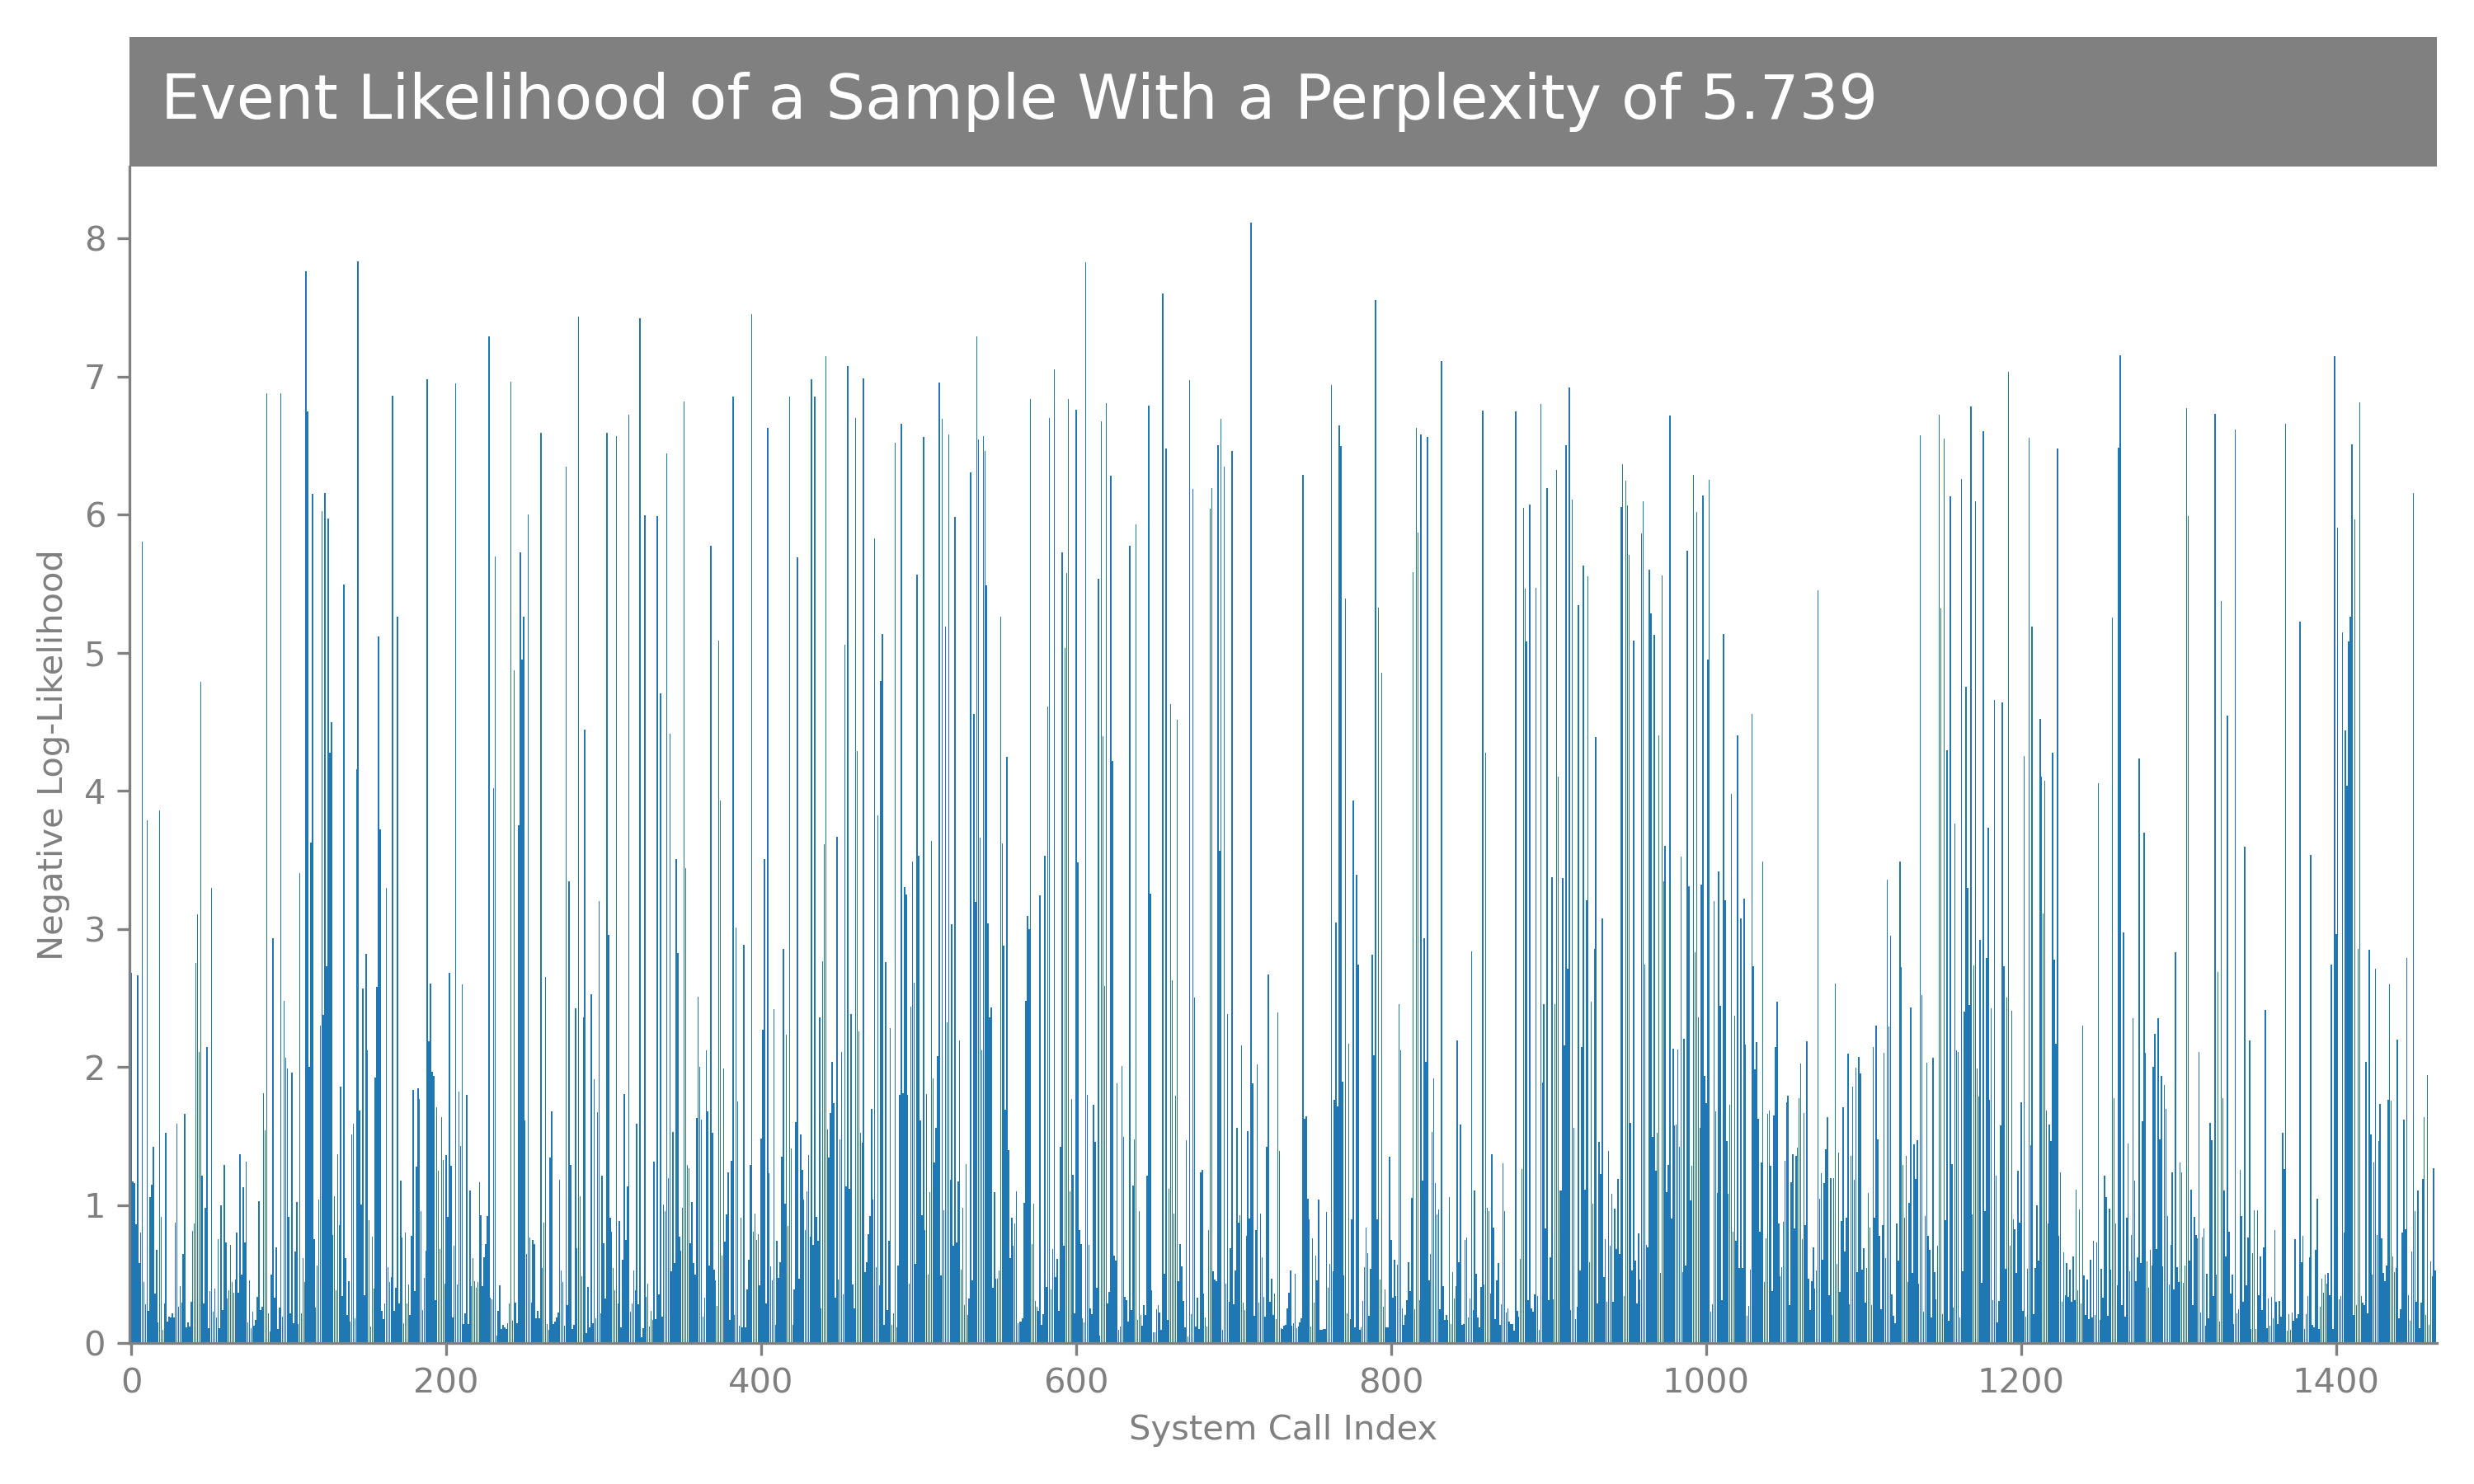 Event Likelihood of a Sample With a Perplexity of 5.739
8
7
6
5
4
3
2
1
0
Negative Log-Likelihood
0 200 400 600 800 1000 1200 1400
System Call Index